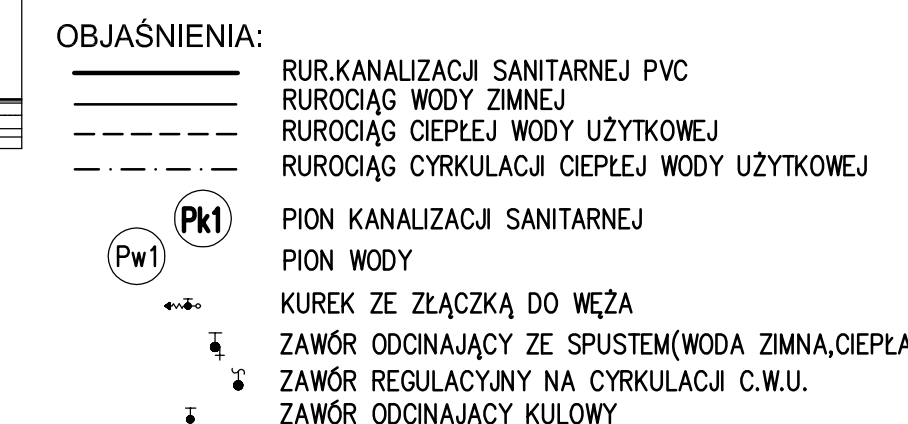 OBJAŚNIENIA:
RUR.KANALIZACJI SANITARNEJ PVC
RUROCIĄG WODY ZIMNEJ
RUROCIĄG CIEPŁEJ WODY UŻYTKOWEJ
RUROCIĄG CYRKULACJI CIEPŁEJ WODY UŻYTKOWEJ
Pk1 PION KANALIZACJI SANITARNEJ
Pw1 PION WODY
KUREK ZE ZŁĄCZKĄ DO WĘŻA
ZAWÓR ODCINAJĄCY ZE SPUSTEM(WODA ZIMNA,CIEPŁA
ZAWÓR REGULACYJNY NA CYRKULACJI C.W.U.
ZAWÓR ODCINAJĄCY KULOWY